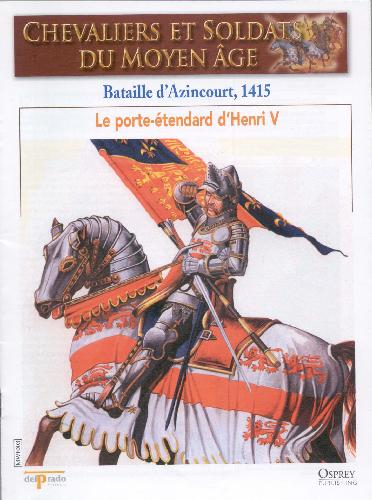 CHEVALIERS ET SOLDATS
DU MOYEN ÂGE
Bataille d'Azincourt, 1415
Le porte-étendard d'Henri V
delPrado
OSPREY
PUBLISHING